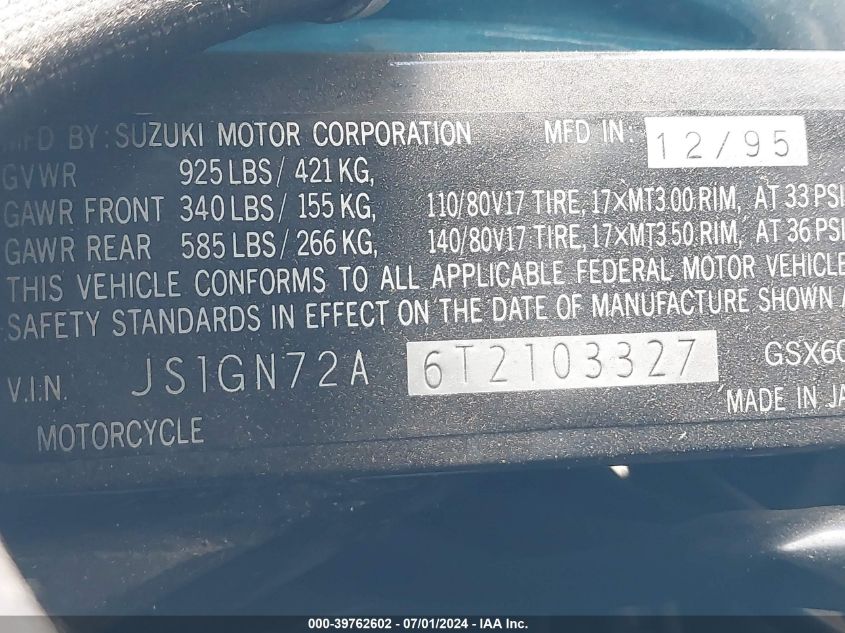 MFD BY: SUZUKI MOTOR CORPORATION MFD IN: 12/95
GVWR 925 LBS/ 421 KG,
GAWR FRONT 340 LBS/ 155 KG, 110/80V17 TIRE, 17×MT3.00 RIM, AT 33 PSI
GAWR REAR 585 LBS/ 266 KG, 140/80V17 TIRE, 17×MT3.50 RIM, AT 36 PSI
THIS VEHICLE CONFORMS TO ALL APPLICABLE FEDERAL MOTOR VEHICLE
SAFETY STANDARDS IN EFFECT ON THE DATE OF MANUFACTURE SHOWN A
V.I.N. JS1GN72A 6T2103327 GSX60
MADE IN JA
MOTORCYCLE
000-39762602 - 07/01/2024 - IAA Inc.